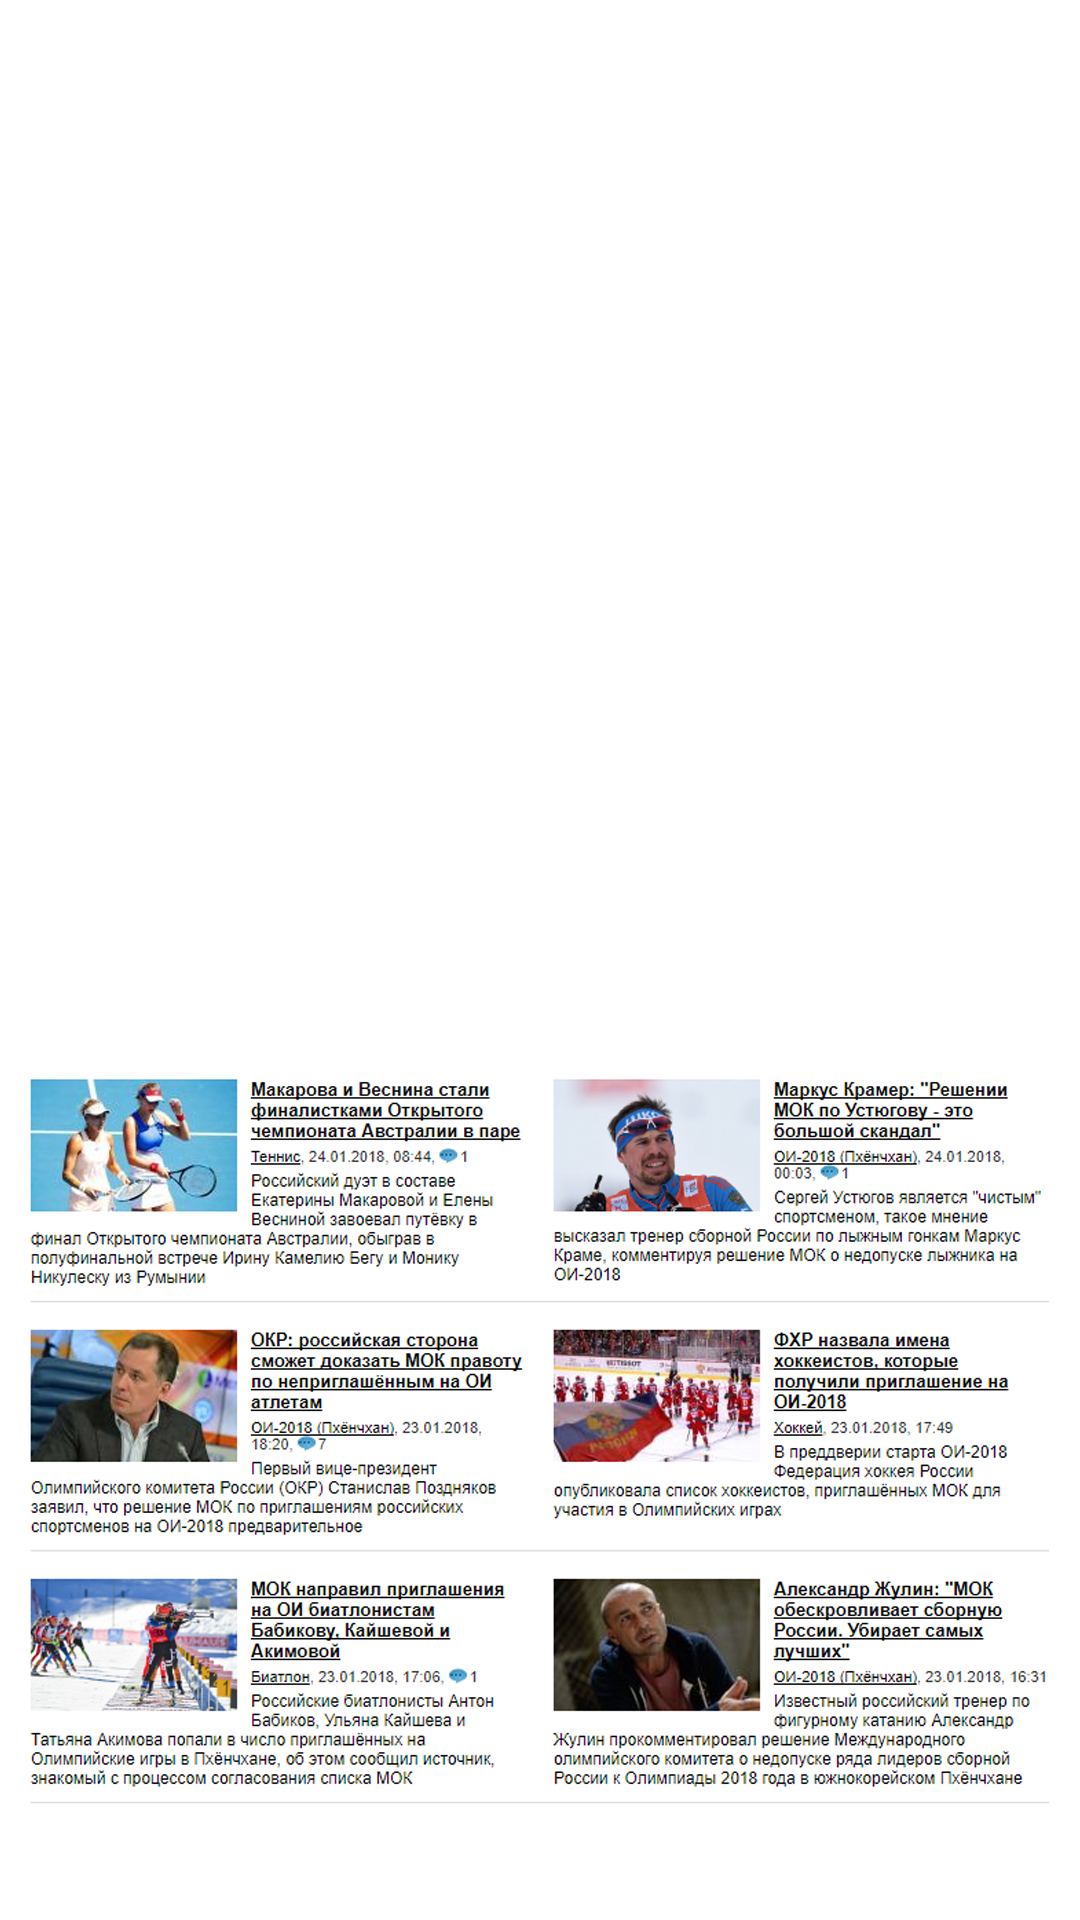 Макарова и Веснина стали
финалистками Открытого
чемпионата Австралии в паре
Теннис, 24.01.2018, 08:44, 1
Российский дуэт в составе
Екатерины Макаровой и Елены
Весниной завоевал путёвку в
финал Открытого чемпионата Австралии, обыграв в
полуфинальной встрече Ирину Камелию Бегу и Монику
Никулеску из Румынии
Маркус Крамер: "Решении
МОК по Устюгову - это
большой скандал"
ОИ-2018 (Пхёнчхан), 24.01.2018,
00:03, 1
Сергей Устюгов является "чистым"
спортсменом, такое мнение
высказал тренер сборной России по лыжным гонкам Маркус
Краме, комментируя решение МОК о недопуске лыжника на
ОИ-2018
ОКР: российская сторона
сможет доказать МОК правоту
по неприглашённым на ОИ
атлетам
ОИ-2018 (Пхёнчхан), 23.01.2018,
18:20, 7
Первый вице-президент
Олимпийского комитета России (ОКР) Станислав Поздняков
заявил, что решение МОК по приглашениям российских
спортсменов на ОИ-2018 предварительное
ФХР назвала имена
хоккеистов, которые
получили приглашение на
ОИ-2018
Хоккей, 23.01.2018, 17:49
В преддверии старта ОИ-2018
Федерация хоккея России
опубликовала список хоккеистов, приглашённых МОК для
участия в Олимпийских играх
МОК направил приглашения
на ОИ биатлонистам
Бабикову, Кайшевой и
Акимовой
Биатлон, 23.01.2018, 17:06, 1
Российские биатлонисты Антон
Бабиков, Ульяна Кайшева и
Татьяна Акимова попали в число приглашённых на
Олимпийские игры в Пхёнчхане, об этом сообщил источник,
знакомый с процессом согласования списка МОК
Александр Жулин: "МОК
обескровливает сборную
России. Убирает самых
лучших"
ОИ-2018 (Пхёнчхан), 23.01.2018, 16:31
Известный российский тренер по
фигурному катанию Александр
Жулин прокомментировал решение Международного
олимпийского комитета о недопуске ряда лидеров сборной
России к Олимпиады 2018 года в южнокорейском Пхёнчхане